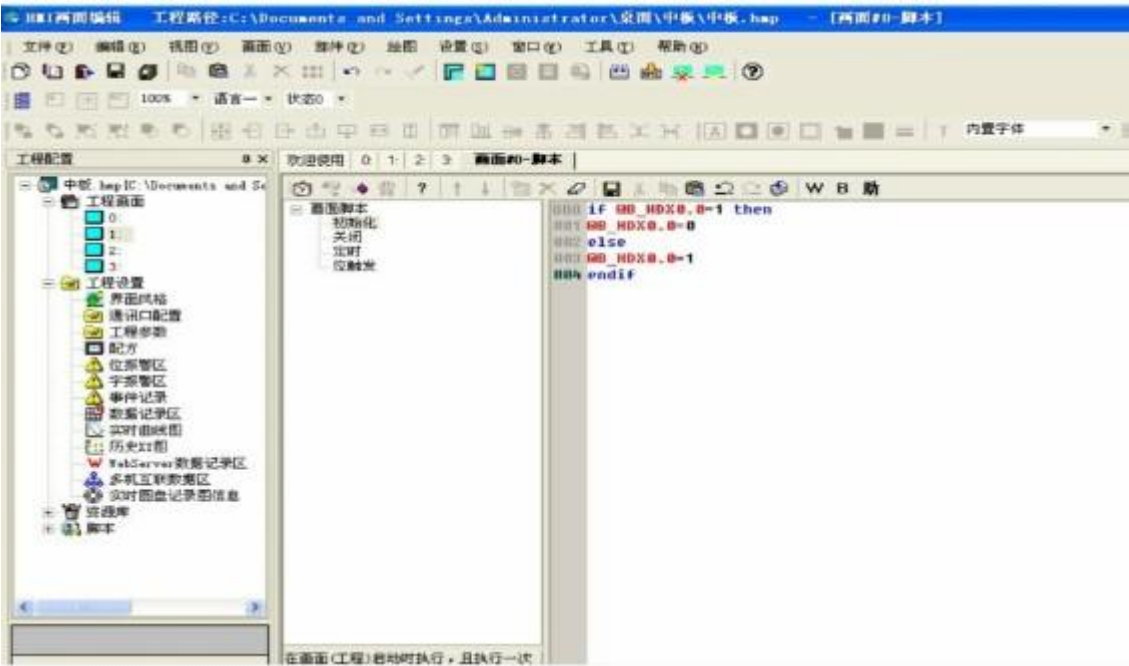 HMI画面编辑 工程路径:C:\Documents and Settings\Administrator\桌面\中板\中板.hmp - [画面#0-脚本]
文件(F) 编辑(E) 视图(V) 画面(V) 部件(P) 绘图 设置(S) 窗口(W) 工具(T) 帮助(H)
100% 语言一 状态0
内置字体
工程配置
欢迎使用 0 1 2 3 画面#0-脚本
W B 助
中板.hmp[C:\Documents and Se
工程画面
0:
1:
2:
3:
工程设置
界面风格
通讯口配置
工程参数
配方
位报警区
字报警区
事件记录
数据记录区
实时曲线图
历史XY图
WebServer数据记录区
多机互联数据区
实时圆盘记录图信息
资源库
脚本
画面脚本
初始化
关闭
定时
位触发
000 if @B_HDX0.0=1 then
001 @B_HDX0.0=0
002 else
003 @B_HDX0.0=1
004 endif
在画面(工程)启动时执行，且执行一次